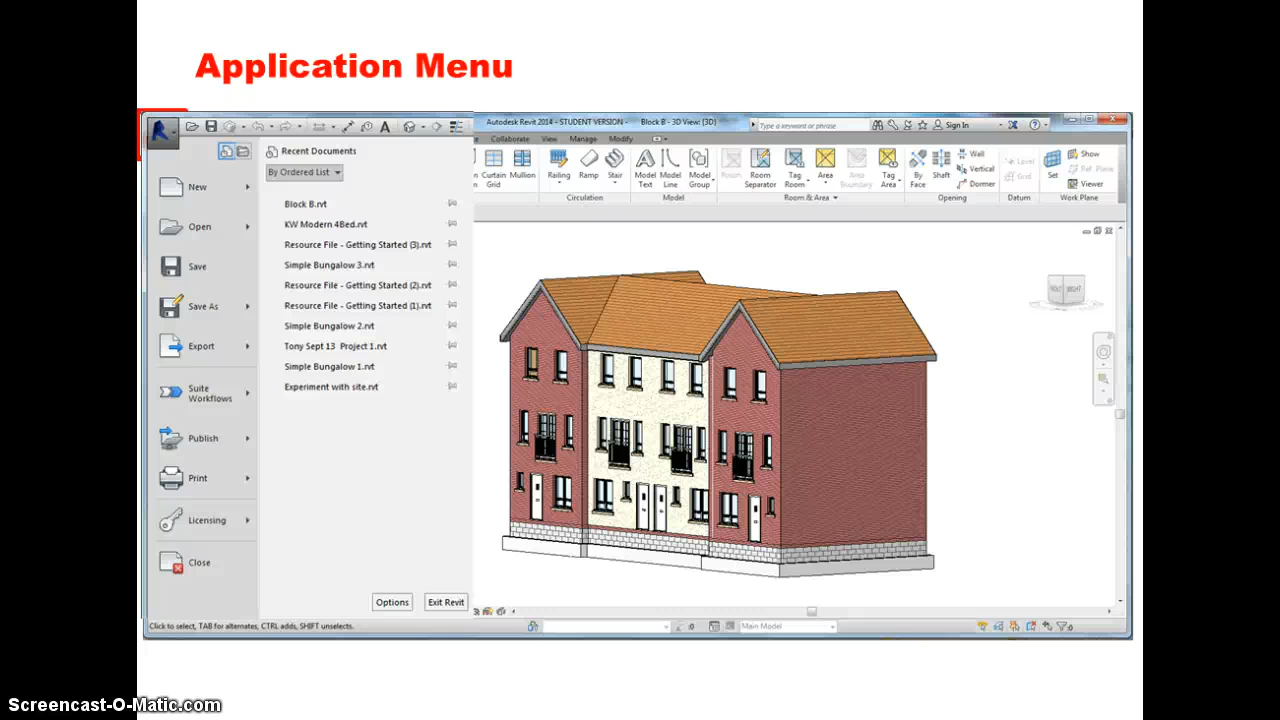 Application Menu
Autodesk Revit 2014 - STUDENT VERSION - Block B - 3D View: {3D}
Type a keyword or phrase
Sign In
Collaborate View Manage Modify
Recent Documents
By Ordered List
New
Open
Save
Save As
Export
Suite
Workflows
Publish
Print
Licensing
Close
Block B.rvt
KW Modern 4Bed.rvt
Resource File - Getting Started (3).rvt
Simple Bungalow 3.rvt
Resource File - Getting Started (2).rvt
Resource File - Getting Started (1).rvt
Simple Bungalow 2.rvt
Tony Sept 13 Project 1.rvt
Simple Bungalow 1.rvt
Experiment with site.rvt
Options
Exit Revit
Curtain
Grid
Mullion
Railing
Ramp
Stair
Model
Text
Model
Line
Model
Group
Room
Room
Separator
Tag
Room
Area
Area
Boundary
Tag
Area
By
Face
Shaft
Wall
Vertical
Dormer
Level
Grid
Set
Show
Ref Plane
Viewer
Circulation
Model
Room & Area
Opening
Datum
Work Plane
RIGHT
Click to select, TAB for alternates, CTRL adds, SHIFT unselects.
:0
Main Model
:0
Screencast-O-Matic.com